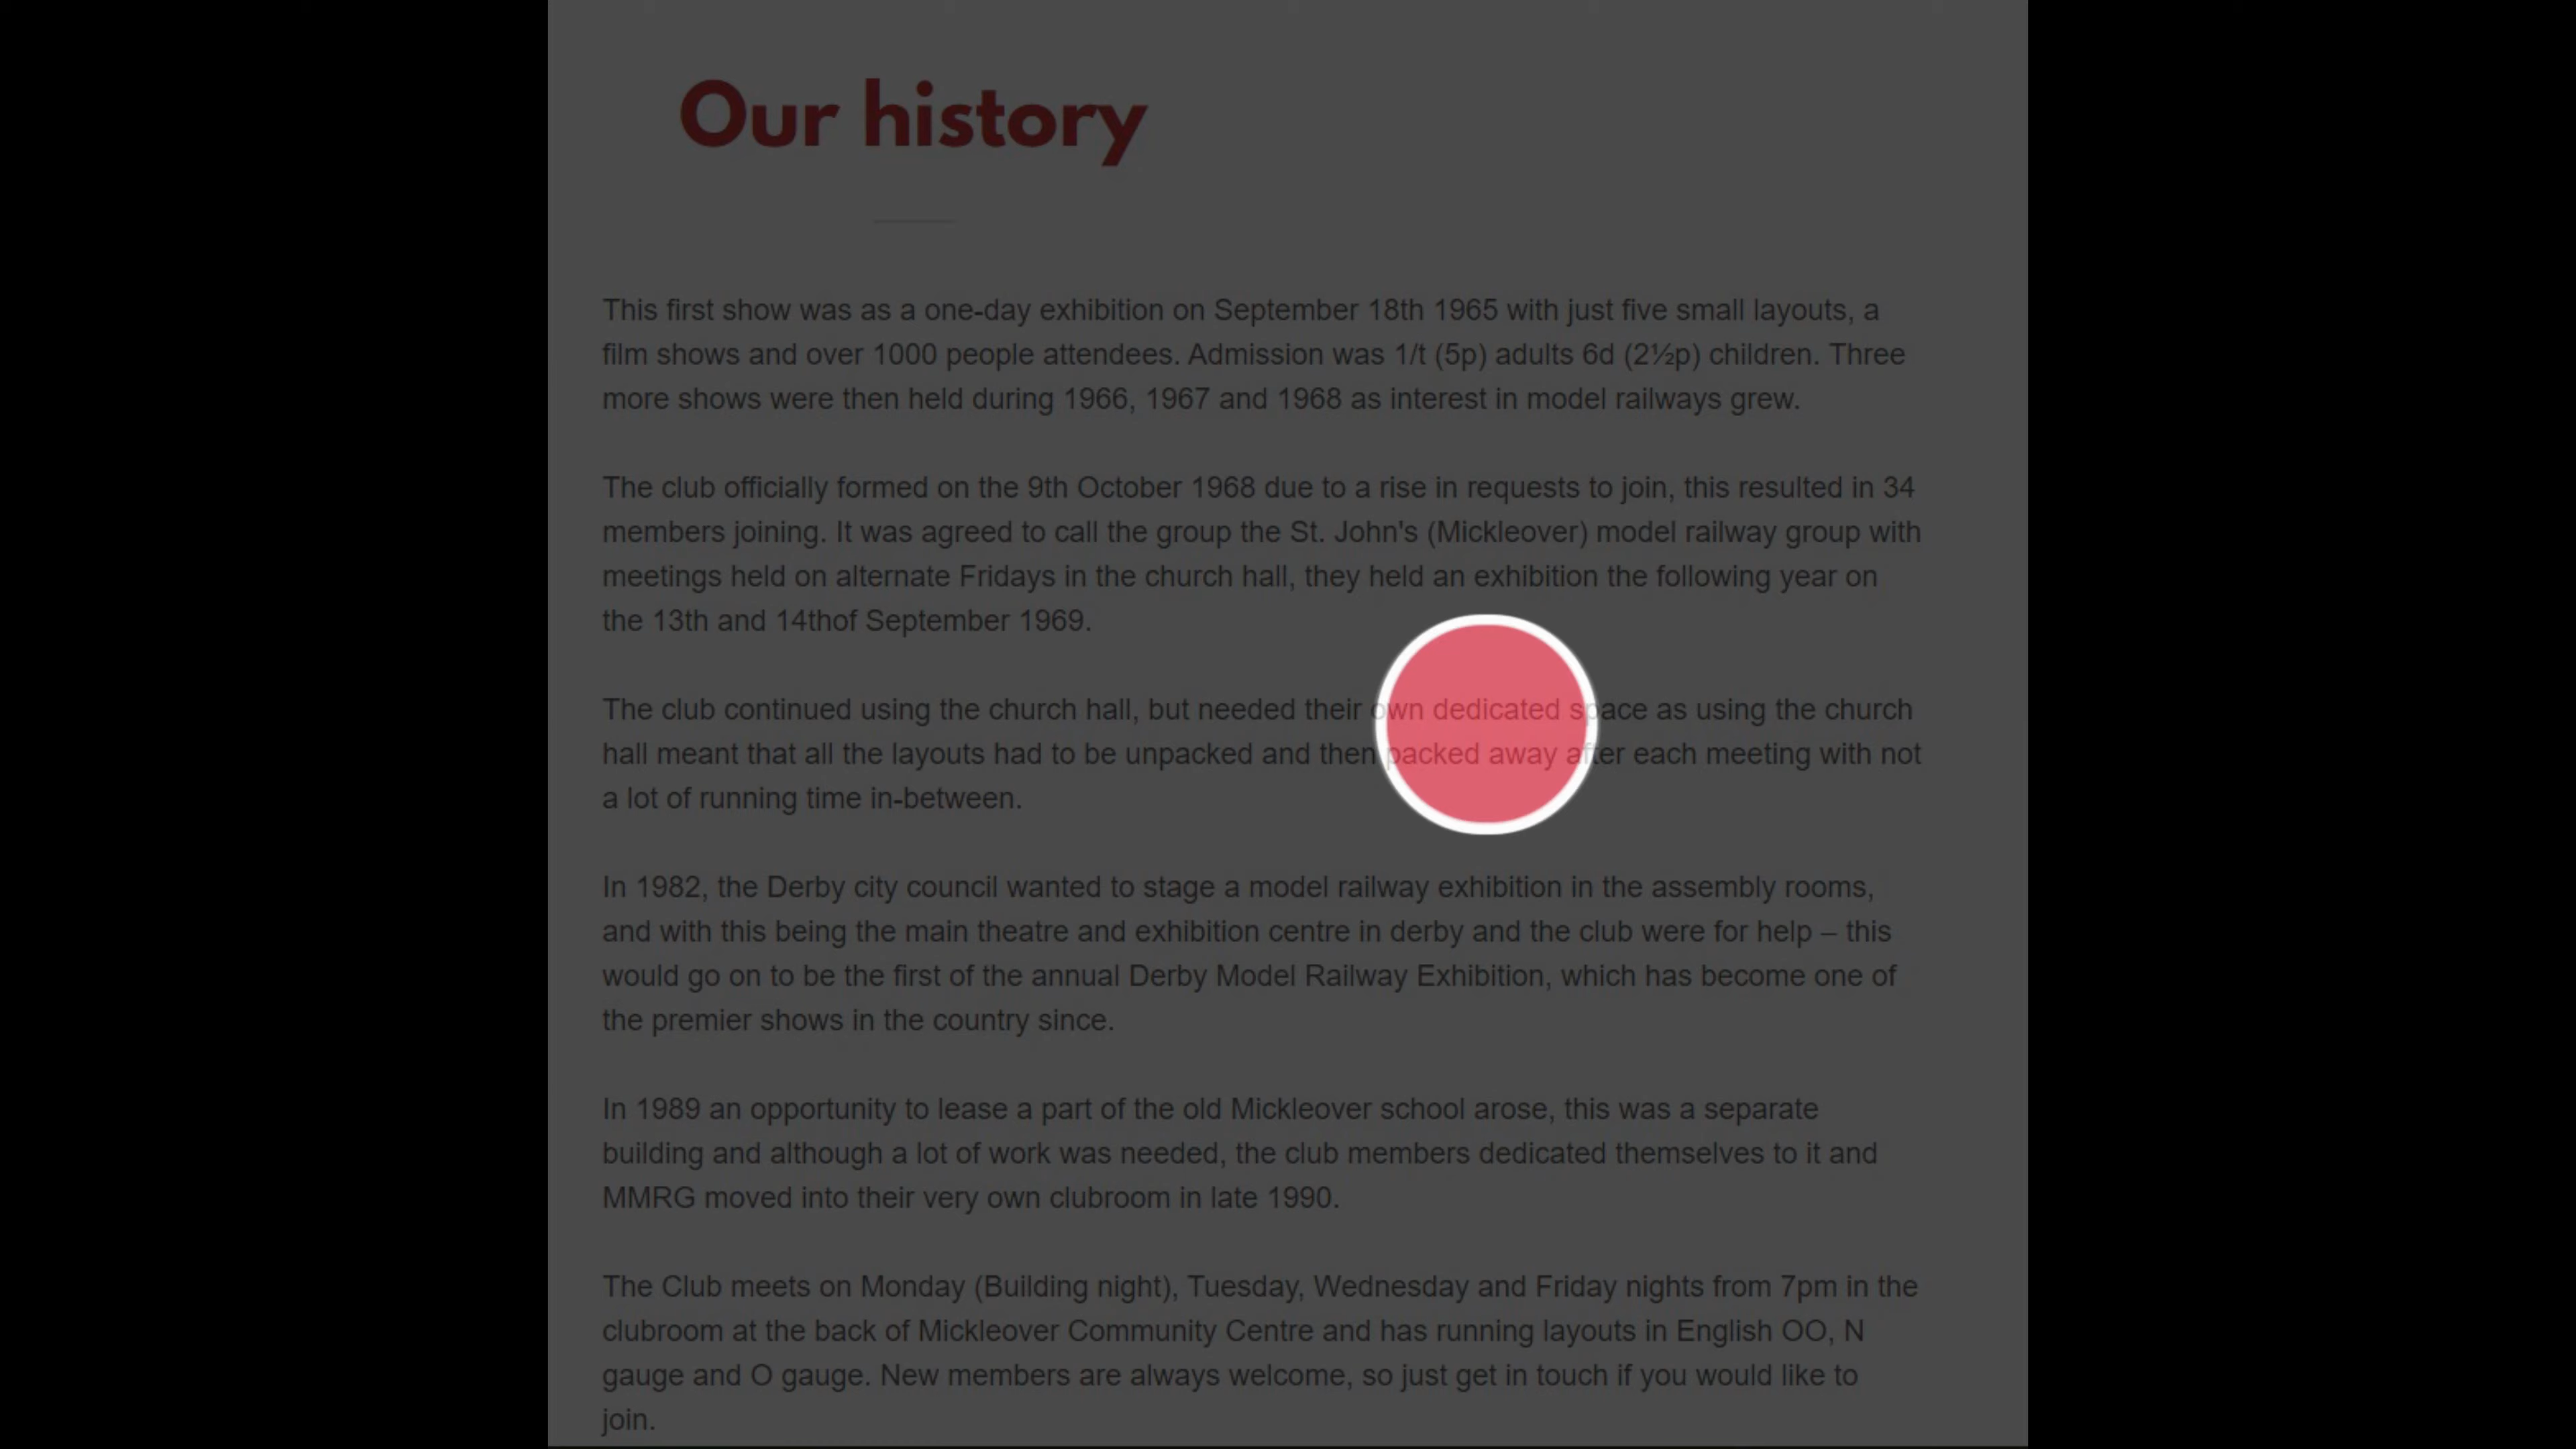 Our history
This first show was as a one-day exhibition on September 18th 1965 with just five small layouts, a
film shows and over 1000 people attendees. Admission was 1/t (5p) adults 6d (2½p) children. Three
more shows were then held during 1966, 1967 and 1968 as interest in model railways grew.
The club officially formed on the 9th October 1968 due to a rise in requests to join, this resulted in 34
members joining. It was agreed to call the group the St. John's (Mickleover) model railway group with
meetings held on alternate Fridays in the church hall, they held an exhibition the following year on
the 13th and 14thof September 1969.
The club continued using the church hall, but needed their own dedicated space as using the church
hall meant that all the layouts had to be unpacked and then packed away after each meeting with not
a lot of running time in-between.
In 1982, the Derby city council wanted to stage a model railway exhibition in the assembly rooms,
and with this being the main theatre and exhibition centre in derby and the club were for help – this
would go on to be the first of the annual Derby Model Railway Exhibition, which has become one of
the premier shows in the country since.
In 1989 an opportunity to lease a part of the old Mickleover school arose, this was a separate
building and although a lot of work was needed, the club members dedicated themselves to it and
MMRG moved into their very own clubroom in late 1990.
The Club meets on Monday (Building night), Tuesday, Wednesday and Friday nights from 7pm in the
clubroom at the back of Mickleover Community Centre and has running layouts in English OO, N
gauge and O gauge. New members are always welcome, so just get in touch if you would like to
join.